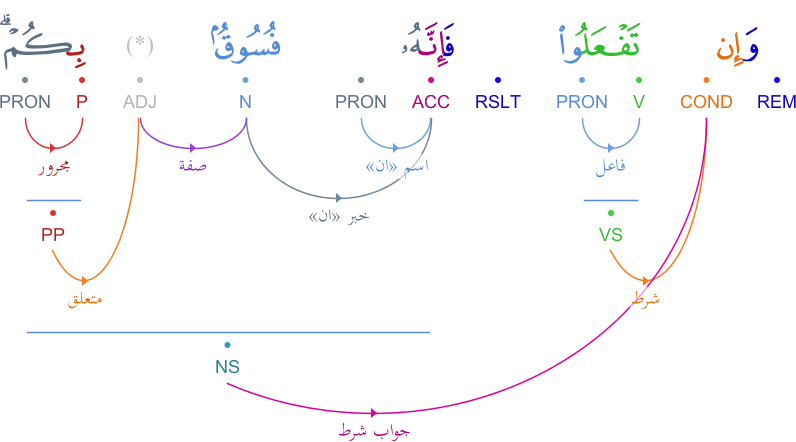 وَإِن تَفْعَلُوا۟ فَإِنَّهُۥ فُسُوقٌۢ (*) بِكُمْ ۗ
REM COND V PRON RSLT ACC PRON N ADJ P PRON
فاعل اسم «ان» صفة مجرور
خبر «ان»
VS PP
شرط متعلق
NS
جواب شرط